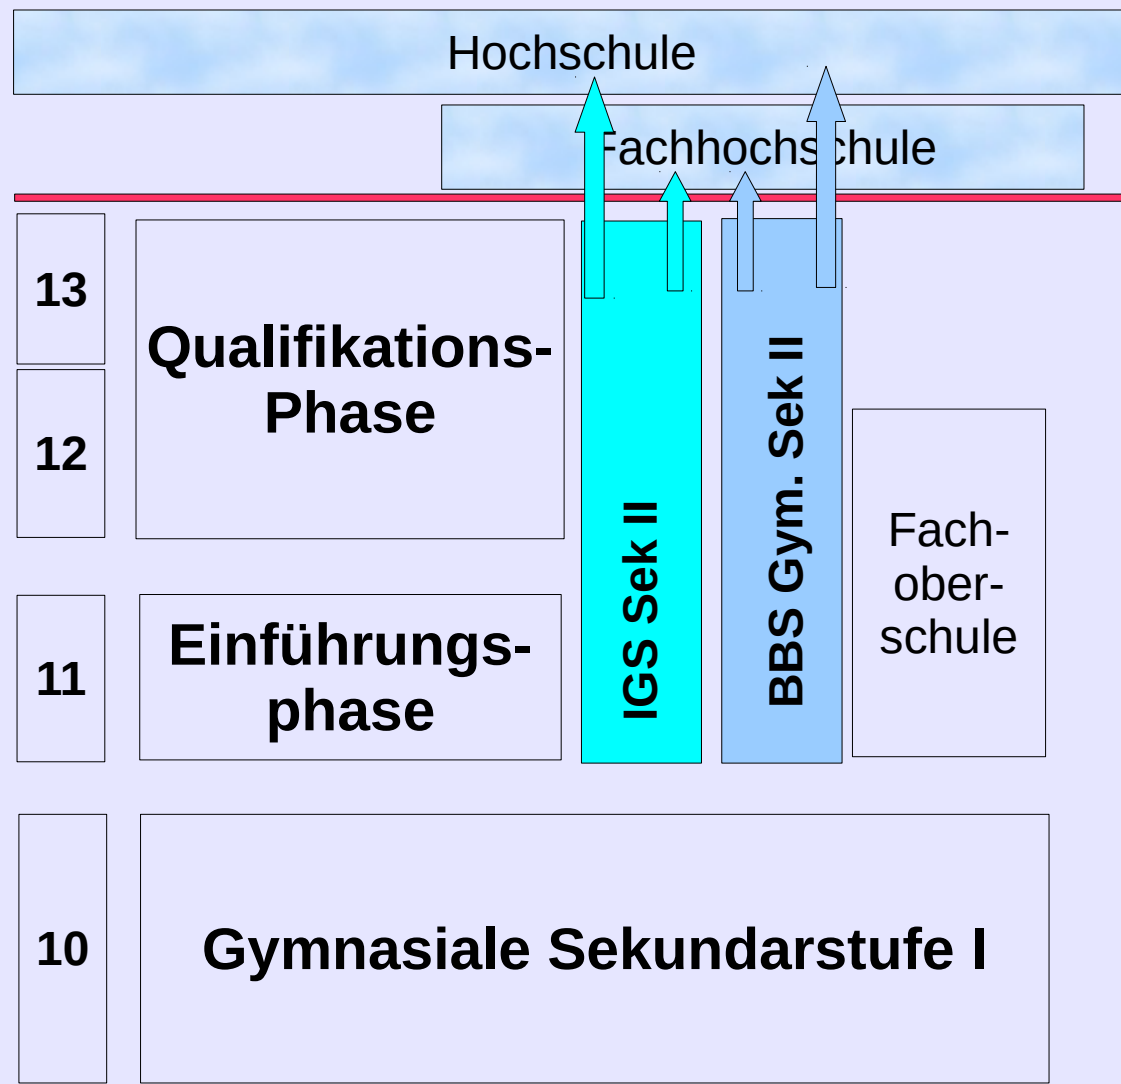 Hochschule
Fachhochschule
13
Qualifikations-
Phase
12
IGS Sek II
BBS Gym. Sek II
Fach-
ober-
schule
11
Einführungs-
phase
10
Gymnasiale Sekundarstufe I